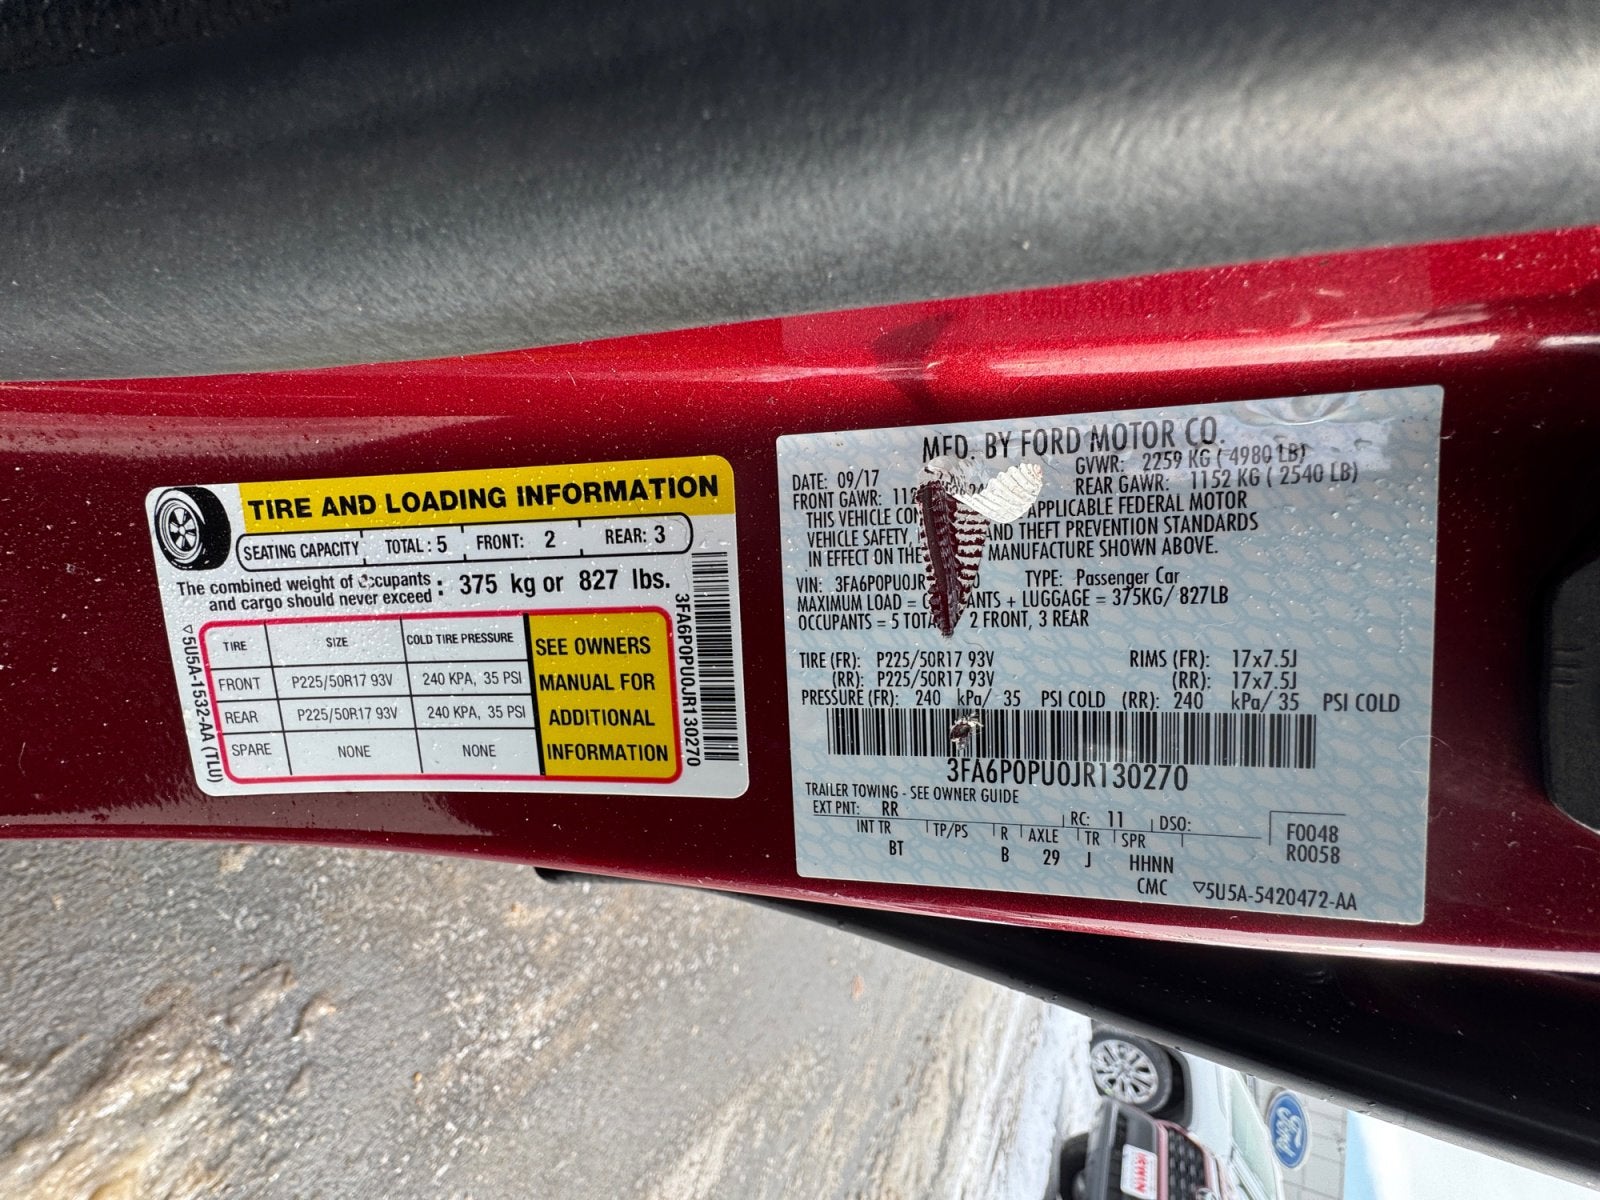 TIRE AND LOADING INFORMATION
SEATING CAPACITY TOTAL: 5 FRONT: 2 REAR: 3
The combined weight of occupants and cargo should never exceed: 375 kg or 827 lbs.
TIRE SIZE COLD TIRE PRESSURE
FRONT P225/50R17 93V 240 KPA, 35 PSI
REAR P225/50R17 93V 240 KPA, 35 PSI
SPARE NONE NONE
SEE OWNERS
MANUAL FOR
ADDITIONAL
INFORMATION
5U5A-1532-AA (TLU)
3FA6P0PU0JR130270
MFD. BY FORD MOTOR CO.
DATE: 09/17 GVWR: 2259 KG ( 4980 LB)
FRONT GAWR: REAR GAWR: 1152 KG ( 2540 LB)
THIS VEHICLE APPLICABLE FEDERAL MOTOR
VEHICLE SAFETY, AND THEFT PREVENTION STANDARDS
IN EFFECT ON THE MANUFACTURE SHOWN ABOVE.
VIN: 3FA6P0PU0JR TYPE: Passenger Car
MAXIMUM LOAD = + LUGGAGE = 375KG/ 827LB
OCCUPANTS = 5 2 FRONT, 3 REAR
TIRE (FR): P225/50R17 93V RIMS (FR): 17x7.5J
(RR): P225/50R17 93V (RR): 17x7.5J
PRESSURE (FR): 240 kPa/ 35 PSI COLD (RR): 240 kPa/ 35 PSI COLD
3FA6P0PU0JR130270
TRAILER TOWING - SEE OWNER GUIDE
EXT PNT: RR RC: 11 DSO:
INT TR TP/PS R AXLE TR SPR
BT B 29 J HHNN
F0048
R0058
CMC 5U5A-5420472-AA
Ford
IRWIN